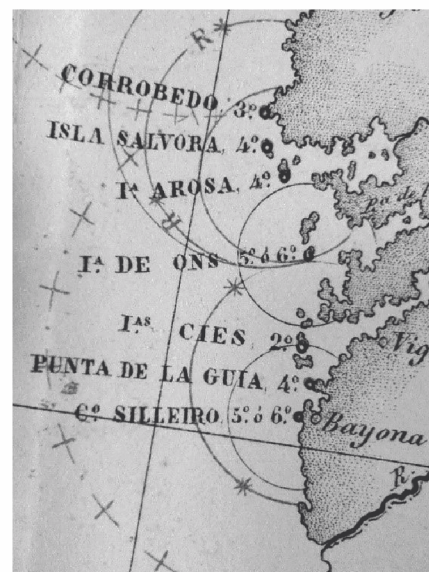 R
CORROBEDO 3º
ISLA SALVORA, 4º
Iª AROSA, 4º
R
Iª. DE ONS 5º ó 6º
Iᴬˢ CIES 2º
Vig
PUNTA DE LA GUIA, 4º
Cº SILLEIRO, 5º ó 6º
Bayona
R.